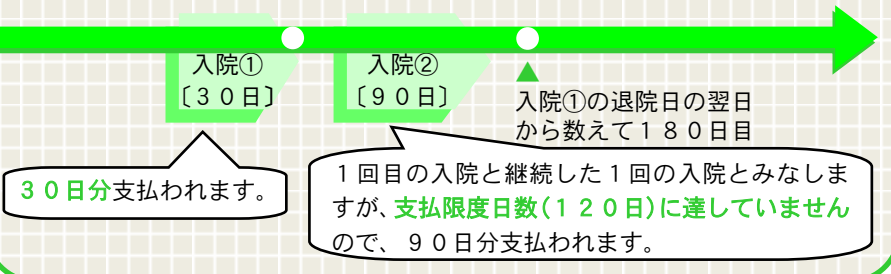 入院①
〔３０日〕
入院②
〔９０日〕
入院①の退院日の翌日
から数えて１８０日目
３０日分支払われます。
１回目の入院と継続した１回の入院とみなしま
すが、支払限度日数（１２０日）に達していません
ので、９０日分支払われます。